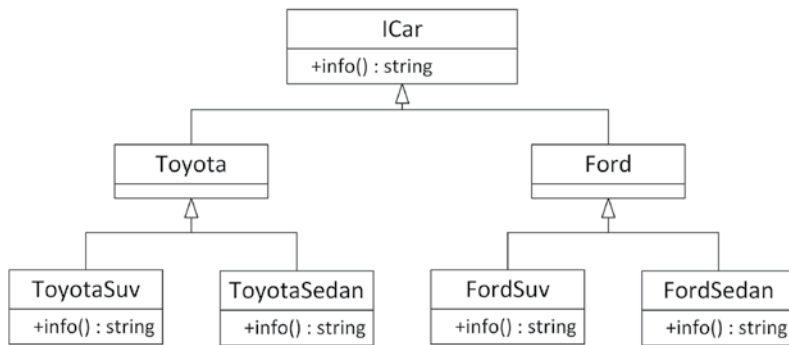 ICar
+info() : string
Toyota
Ford
ToyotaSuv
ToyotaSedan
FordSuv
FordSedan
+info() : string
+info() : string
+info() : string
+info() : string